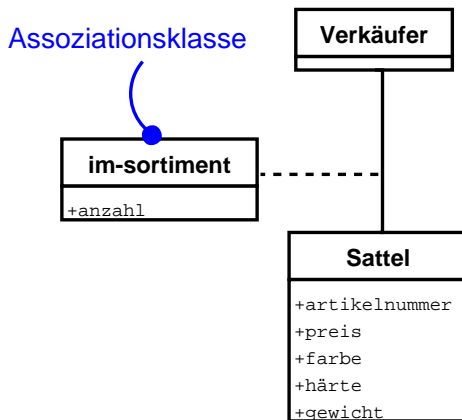 Assoziationsklasse
Verkäufer
im-sortiment
+anzahl
Sattel
+artikelnummer
+preis
+farbe
+härte
+gewicht